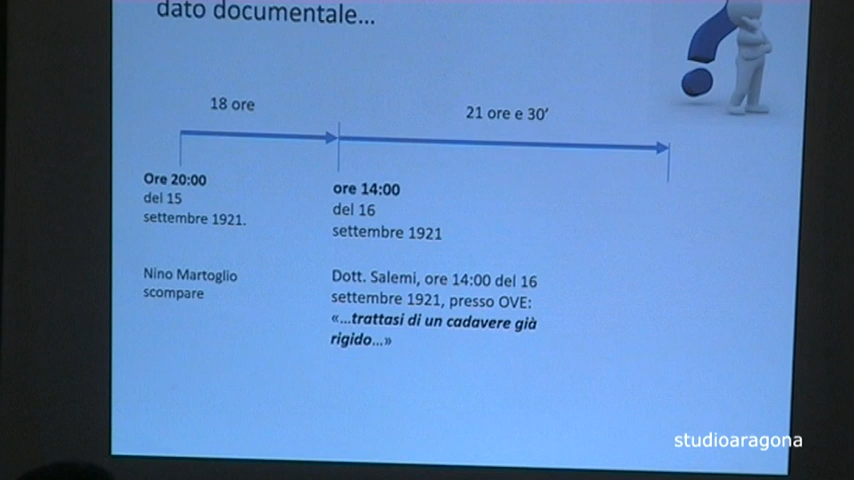 dato documentale...
18 ore
21 ore e 30'
Ore 20:00
del 15
settembre 1921.
ore 14:00
del 16
settembre 1921
Nino Martoglio
scompare
Dott. Salemi, ore 14:00 del 16
settembre 1921, presso OVE:
«...trattasi di un cadavere già
rigido...»
studioaragona